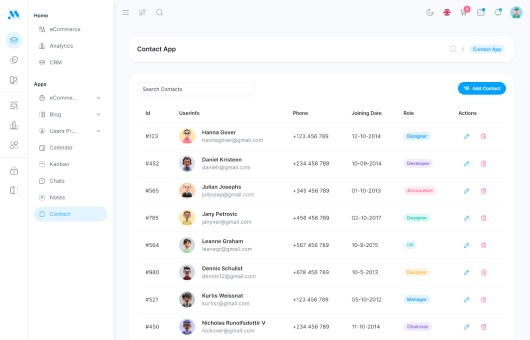 Home
eCommerce
Analytics
CRM
Apps
eComme...
Blog
Users Pr...
Calender
Kanban
Chats
Notes
Contact
Contact App
/ Contact App
Search Contacts
Add Contact
Id Userinfo Phone Joining Date Role Actions
#123 Hanna Gover +123 456 789 12-10-2014 Designer
hannagover@gmail.com
#452 Daniel Kristeen +234 456 789 10-09-2014 Developer
danielr@gmail.com
#565 Julian Josephs +345 456 789 01-10-2013 Accountant
julijosep@gmail.com
#785 Jany Petrovic +456 456 789 02-10-2017 Designer
janyver@gmail.com
#564 Leanne Graham +567 456 789 10-9-2015 HR
leanegr@gmail.com
#980 Dennis Schulist +678 456 789 10-5-2013 Designer
dennis12@gmail.com
#521 Kurtis Weissnat +123 456 789 05-10-2012 Manager
kurtisr@gmail.com
#450 Nicholas Runolfsdottir V +234 456 789 11-10-2014 Chairman
nickover@gmail.com